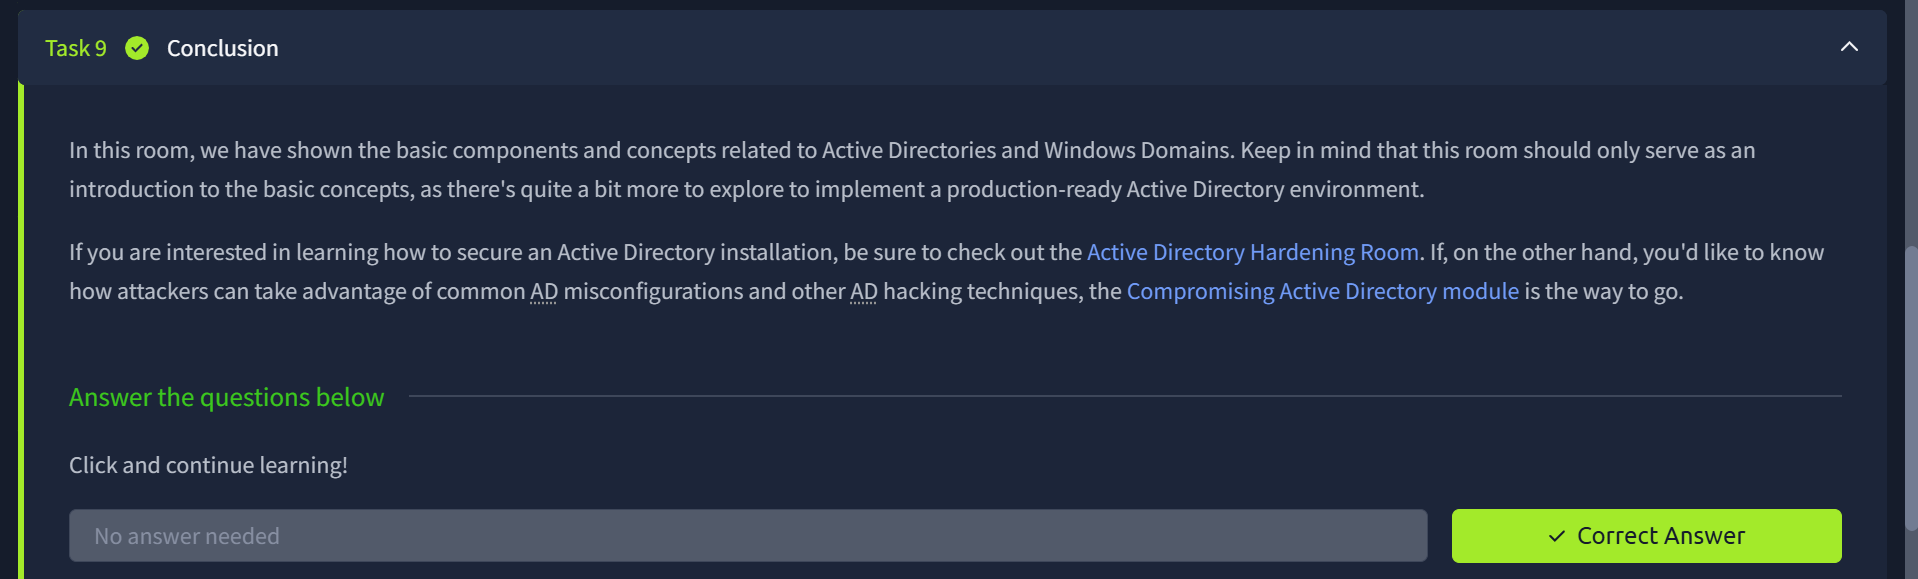 Task 9 Conclusion
In this room, we have shown the basic components and concepts related to Active Directories and Windows Domains. Keep in mind that this room should only serve as an
introduction to the basic concepts, as there's quite a bit more to explore to implement a production-ready Active Directory environment.
If you are interested in learning how to secure an Active Directory installation, be sure to check out the Active Directory Hardening Room. If, on the other hand, you'd like to know
how attackers can take advantage of common AD misconfigurations and other AD hacking techniques, the Compromising Active Directory module is the way to go.
Answer the questions below
Click and continue learning!
No answer needed
Correct Answer